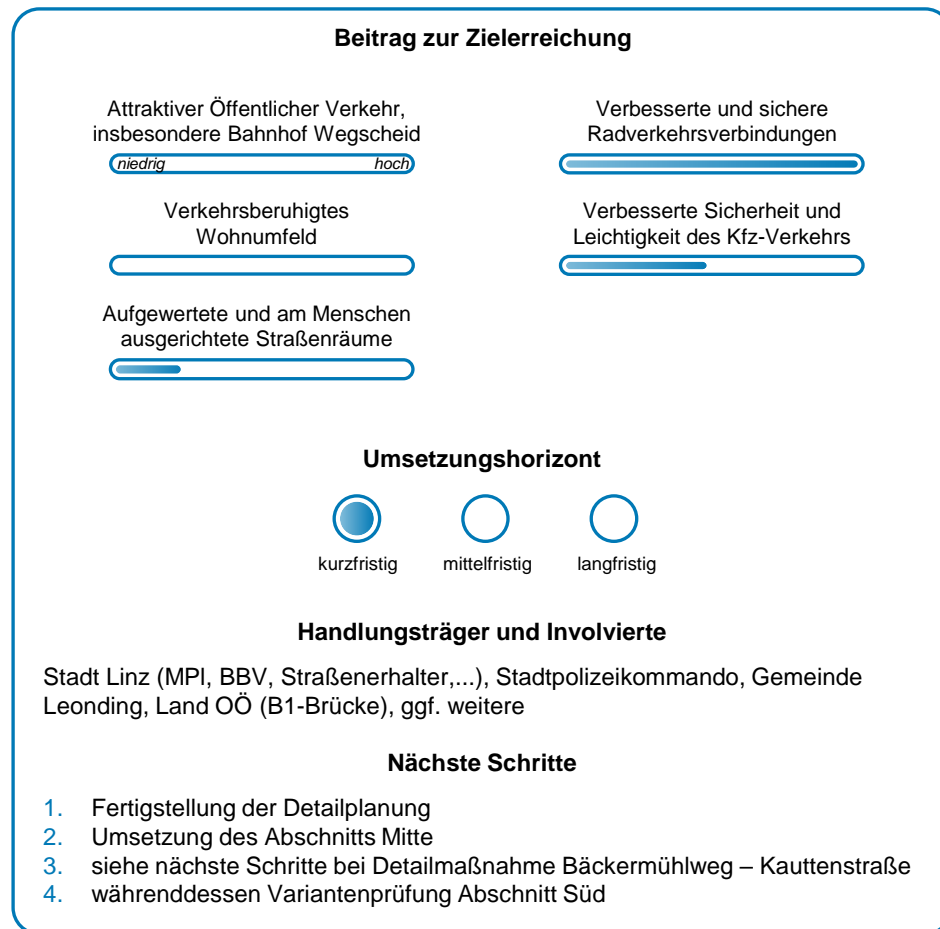 Beitrag zur Zielerreichung
Attraktiver Öffentlicher Verkehr,
insbesondere Bahnhof Wegscheid
niedrig hoch
Verbesserte und sichere
Radverkehrsverbindungen
Verkehrsberuhigtes
Wohnumfeld
Verbesserte Sicherheit und
Leichtigkeit des Kfz-Verkehrs
Aufgewertete und am Menschen
ausgerichtete Straßenräume
Umsetzungshorizont
kurzfristig mittelfristig langfristig
Handlungsträger und Involvierte
Stadt Linz (MPI, BBV, Straßenerhalter,...), Stadtpolizeikommando, Gemeinde
Leonding, Land OÖ (B1-Brücke), ggf. weitere
Nächste Schritte
1. Fertigstellung der Detailplanung
2. Umsetzung des Abschnitts Mitte
3. siehe nächste Schritte bei Detailmaßnahme Bäckermühlweg – Kauttenstraße
4. währenddessen Variantenprüfung Abschnitt Süd